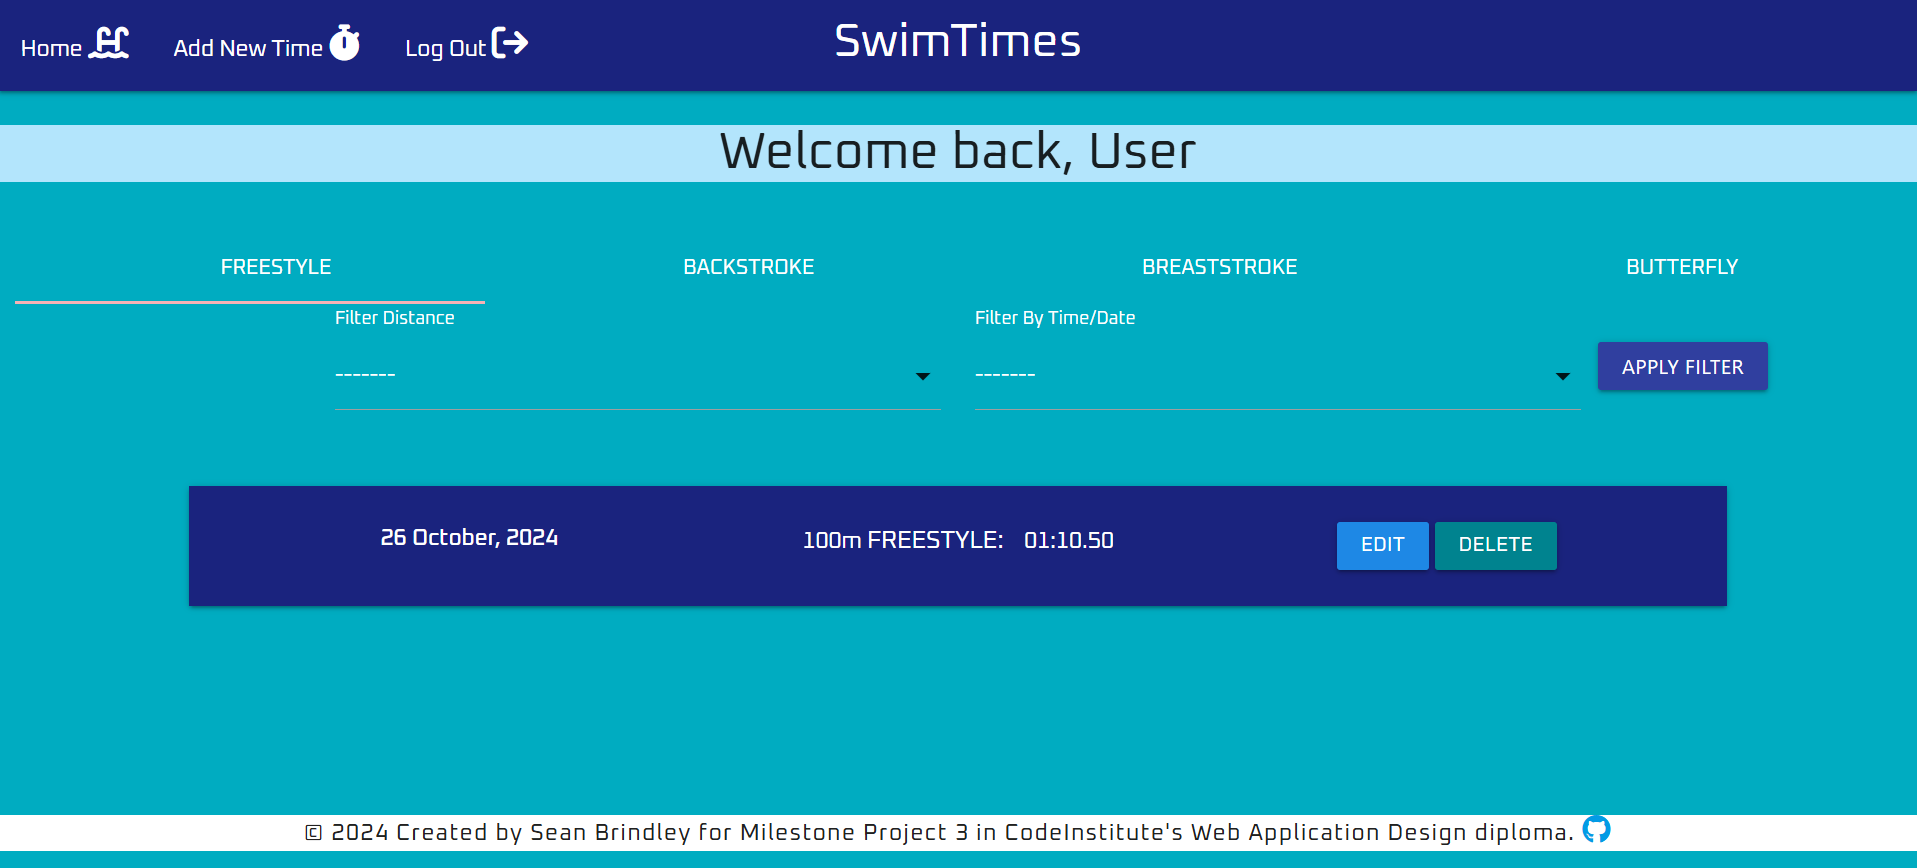 Home
Add New Time
Log Out
SwimTimes
Welcome back, User
FREESTYLE
BACKSTROKE
BREASTSTROKE
BUTTERFLY
Filter Distance
-------
Filter By Time/Date
-------
APPLY FILTER
26 October, 2024
100m FREESTYLE: 01:10.50
EDIT
DELETE
© 2024 Created by Sean Brindley for Milestone Project 3 in CodeInstitute's Web Application Design diploma.